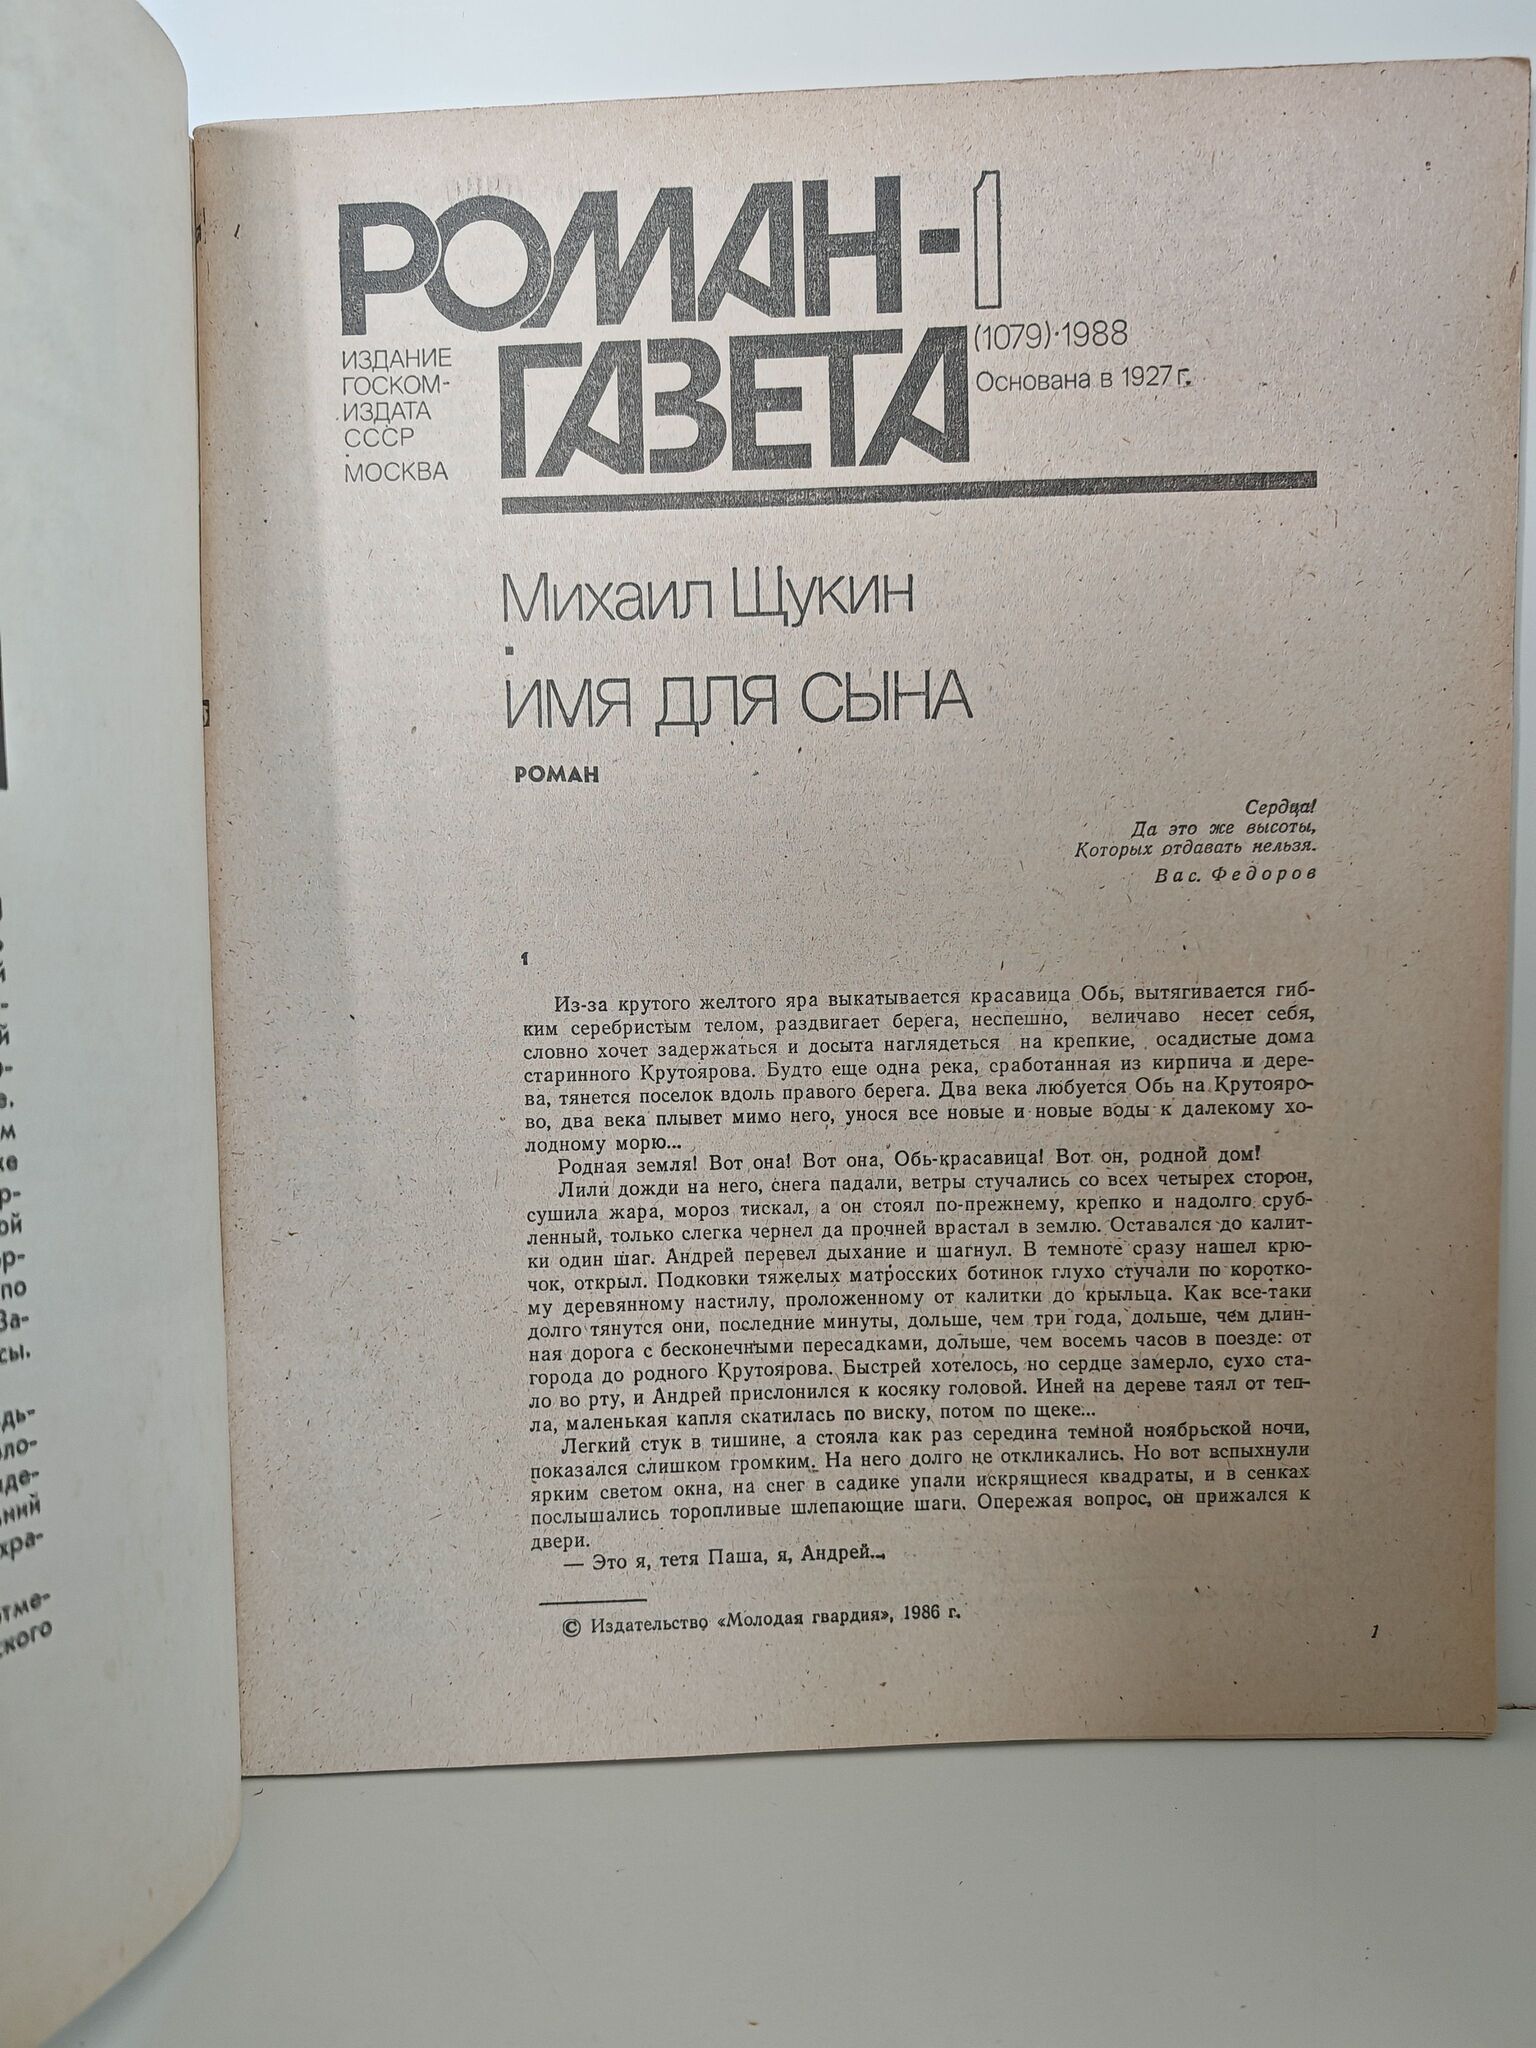 РОМАН-1
ГАЗЕТА
(1079)·1988
Основана в 1927 г.
ИЗДАНИЕ
ГОСКОМ-
ИЗДАТА
СССР
МОСКВА
Михаил Щукин
ИМЯ ДЛЯ СЫНА
РОМАН
Сердца!
Да это же высоты,
Которых отдавать нельзя.
Вас. Федоров
1
Из-за крутого желтого яра выкатывается красавица Обь, вытягивается гиб-
ким серебристым телом, раздвигает берега, неспешно, величаво несет себя,
словно хочет задержаться и досыта наглядеться на крепкие, осадистые дома
старинного Крутоярова. Будто еще одна река, сработанная из кирпича и дере-
ва, тянется поселок вдоль правого берега. Два века любуется Обь на Крутояро-
во, два века плывет мимо него, унося все новые и новые воды к далекому хо-
лодному морю...
Родная земля! Вот она! Вот она, Обь-красавица! Вот он, родной дом!
Лили дожди на него, снега падали, ветры стучались со всех четырех сторон,
сушила жара, мороз тискал, а он стоял по-прежнему, крепко и надолго сруб-
ленный, только слегка чернел да прочней врастал в землю. Оставался до калит-
ки один шаг. Андрей перевел дыхание и шагнул. В темноте сразу нашел крю-
чок, открыл. Подковки тяжелых матросских ботинок глухо стучали по коротко-
му деревянному настилу, проложенному от калитки до крыльца. Как все-таки
долго тянутся они, последние минуты, дольше, чем три года, дольше, чем длин-
ная дорога с бесконечными пересадками, дольше, чем восемь часов в поезде: от
города до родного Крутоярова. Быстрей хотелось, но сердце замерло, сухо ста-
ло во рту, и Андрей прислонился к косяку головой. Иней на дереве таял от теп-
ла, маленькая капля скатилась по виску, потом по щеке...
Легкий стук в тишине, а стояла как раз середина темной ноябрьской ночи,
показался слишком громким. На него долго не откликались. Но вот вспыхнули
ярким светом окна, на снег в садике упали искрящиеся квадраты, и в сенках
послышались торопливые шлепающие шаги. Опережая вопрос, он прижался к
двери.
— Это я, тетя Паша, я, Андрей...
© Издательство «Молодая гвардия», 1986 г.
1